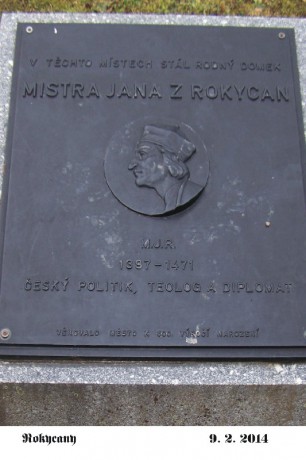 V TĚCHTO MÍSTECH STÁL RODNÝ DOMEK
MISTRA JANA Z ROKYCAN
M.J.R.
1397-1471
ČESKÝ POLITIK, TEOLOG A DIPLOMAT
VĚNOVALO MĚSTO K 600 VÝROČÍ NAROZENÍ
Rokycany 9. 2. 2014